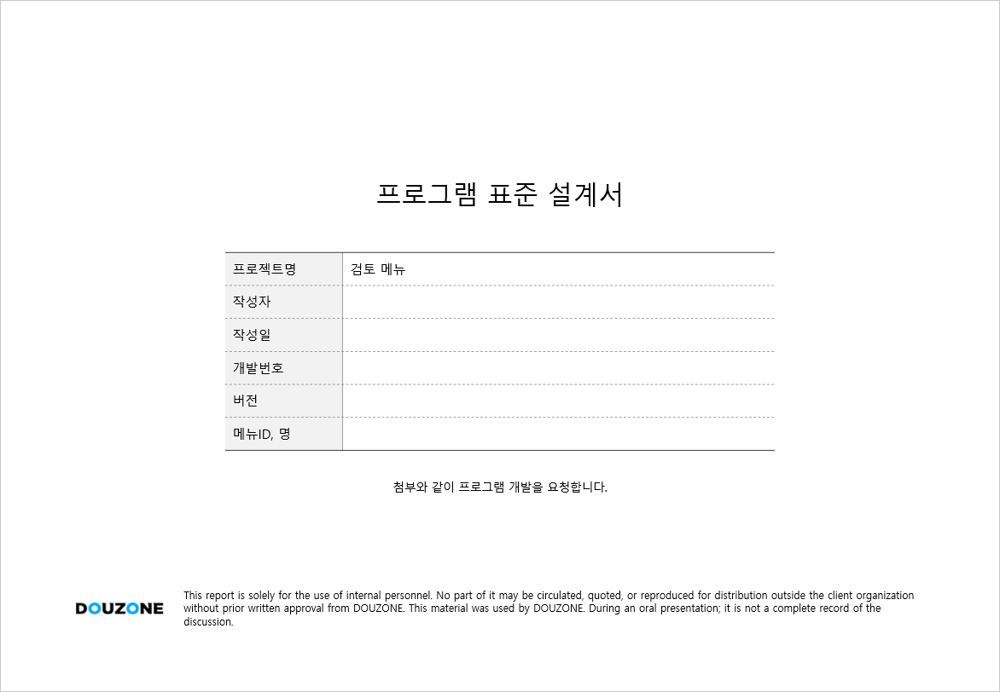 프로그램 표준 설계서
프로젝트명 검토 메뉴
작성자
작성일
개발번호
버전
메뉴ID, 명
첨부와 같이 프로그램 개발을 요청합니다.
DOUZONE
This report is solely for the use of internal personnel. No part of it may be circulated, quoted, or reproduced for distribution outside the client organization
without prior written approval from DOUZONE. This material was used by DOUZONE. During an oral presentation; it is not a complete record of the
discussion.